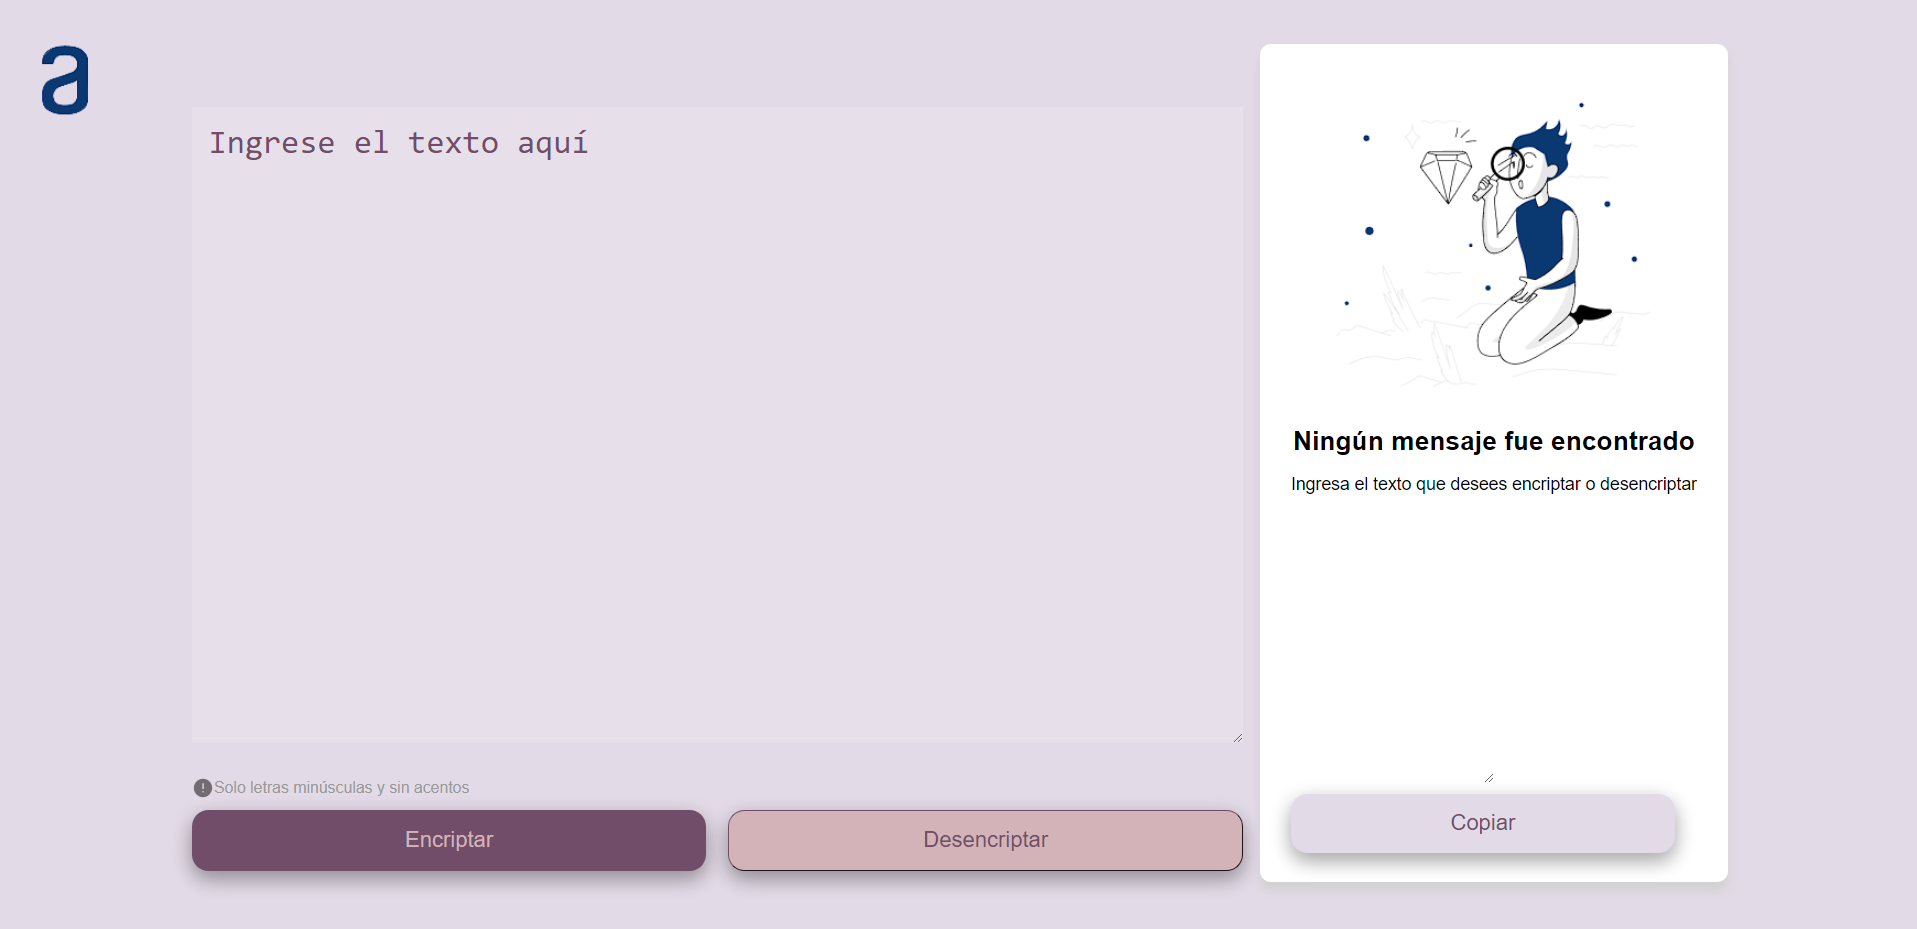 a
Ingrese el texto aquí
Solo letras minúsculas y sin acentos
Encriptar
Desencriptar
Ningún mensaje fue encontrado
Ingresa el texto que desees encriptar o desencriptar
Copiar